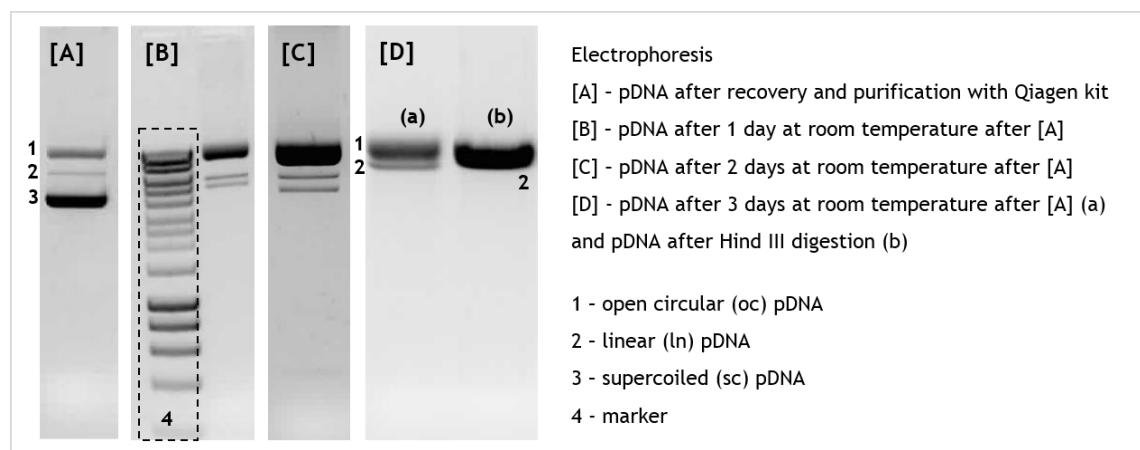 [A]
[B]
[C]
[D]
(a)
(b)
1
2
3
1
2
2
4
Electrophoresis
[A] – pDNA after recovery and purification with Qiagen kit
[B] – pDNA after 1 day at room temperature after [A]
[C] – pDNA after 2 days at room temperature after [A]
[D] - pDNA after 3 days at room temperature after [A] (a)
and pDNA after Hind III digestion (b)
1 – open circular (oc) pDNA
2 – linear (ln) pDNA
3 – supercoiled (sc) pDNA
4 - marker